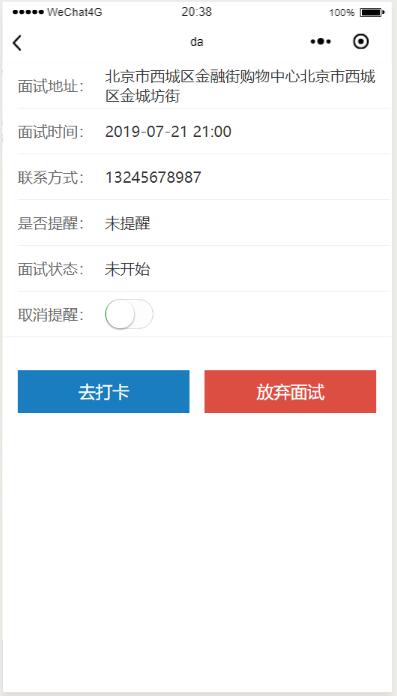 WeChat4G 20:38 100%
da
面试地址： 北京市西城区金融街购物中心北京市西城
区金城坊街
面试时间： 2019-07-21 21:00
联系方式： 13245678987
是否提醒： 未提醒
面试状态： 未开始
取消提醒：
去打卡 放弃面试